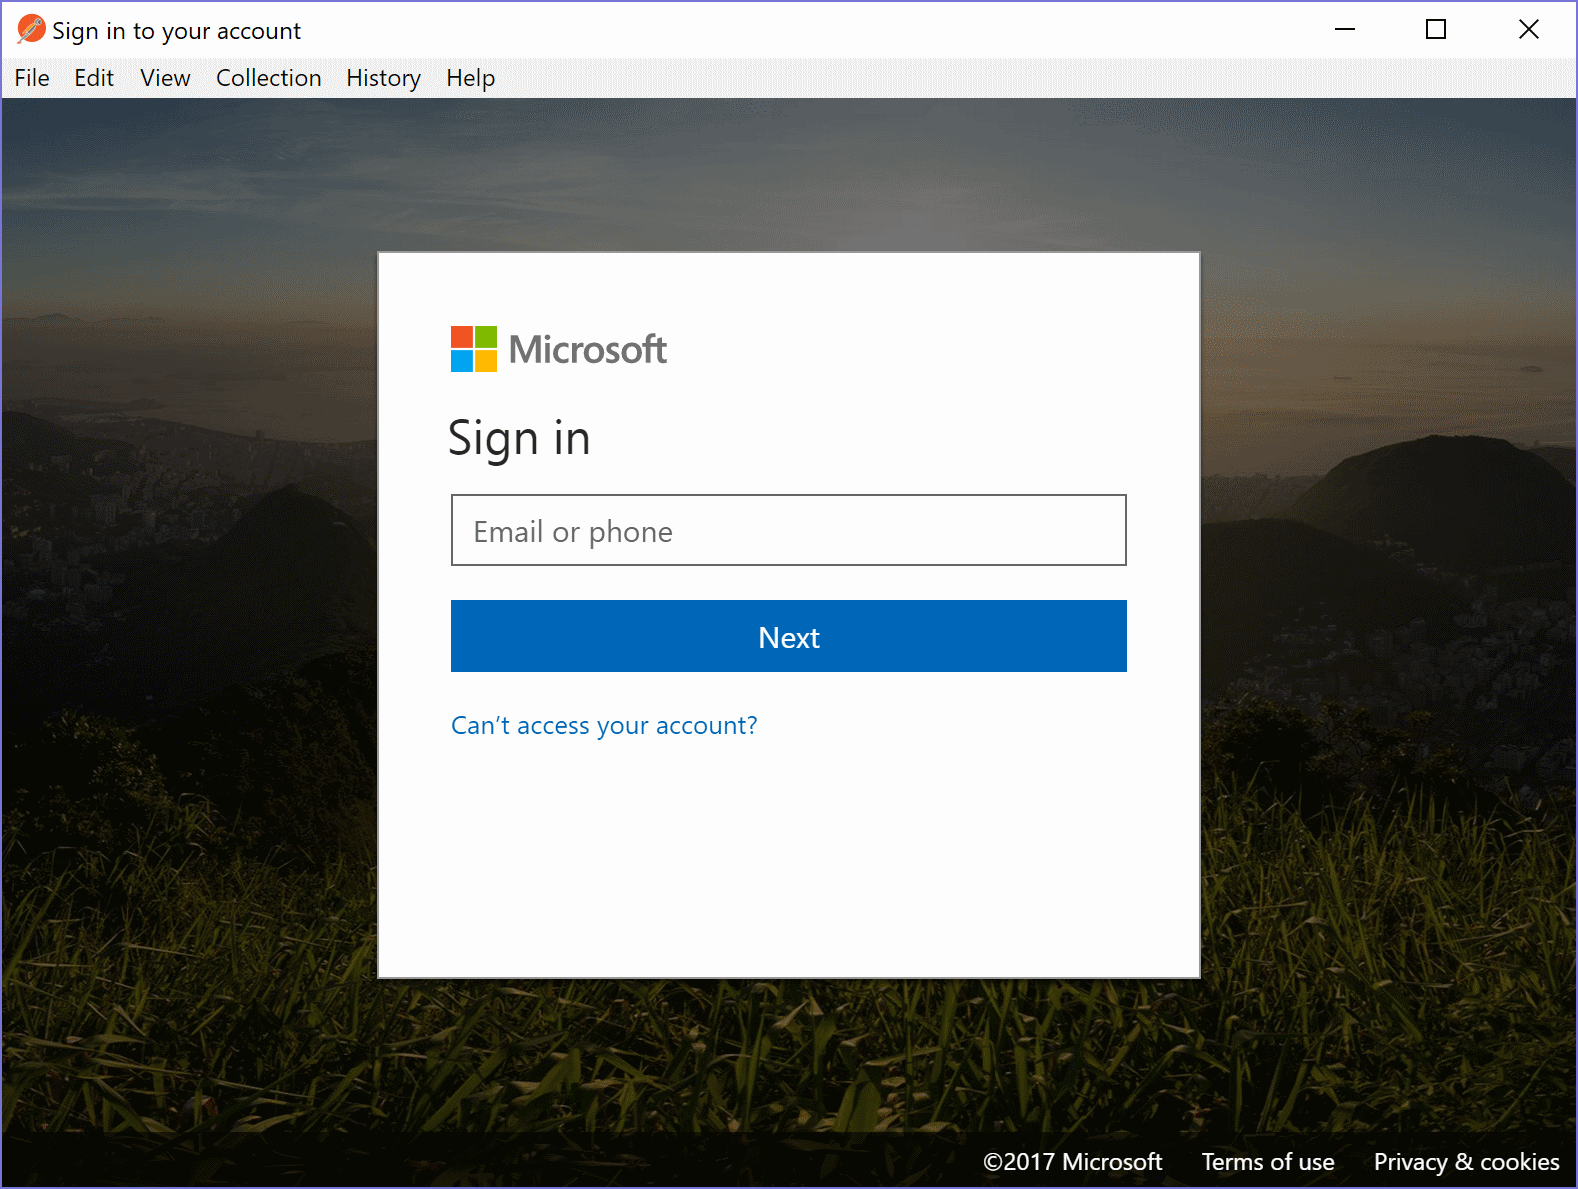 Sign in to your account
File Edit View Collection History Help
Microsoft
Sign in
Email or phone
Next
Can’t access your account?
©2017 Microsoft Terms of use Privacy & cookies